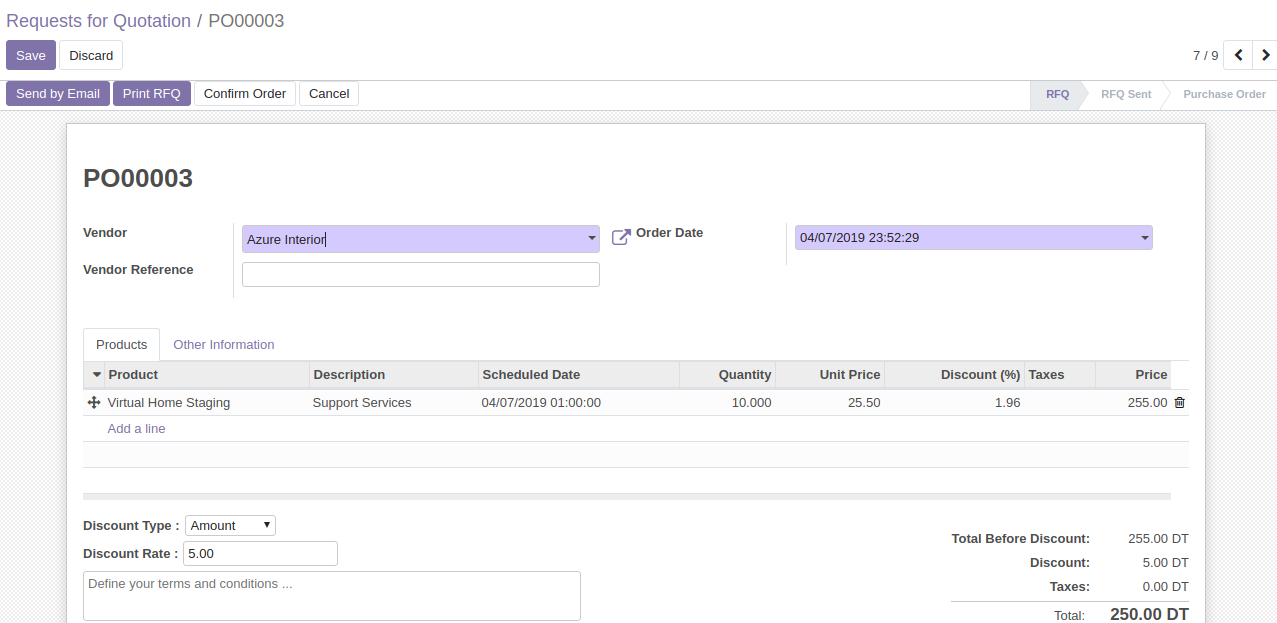 Requests for Quotation / PO00003
Save Discard 7 / 9
Send by Email Print RFQ Confirm Order Cancel RFQ RFQ Sent Purchase Order
PO00003
Vendor Azure Interior Order Date 04/07/2019 23:52:29
Vendor Reference
Products Other Information
Product Description Scheduled Date Quantity Unit Price Discount (%) Taxes Price
Virtual Home Staging Support Services 04/07/2019 01:00:00 10.000 25.50 1.96 255.00
Add a line
Discount Type : Amount
Discount Rate : 5.00
Define your terms and conditions ...
Total Before Discount: 255.00 DT
Discount: 5.00 DT
Taxes: 0.00 DT
Total: 250.00 DT